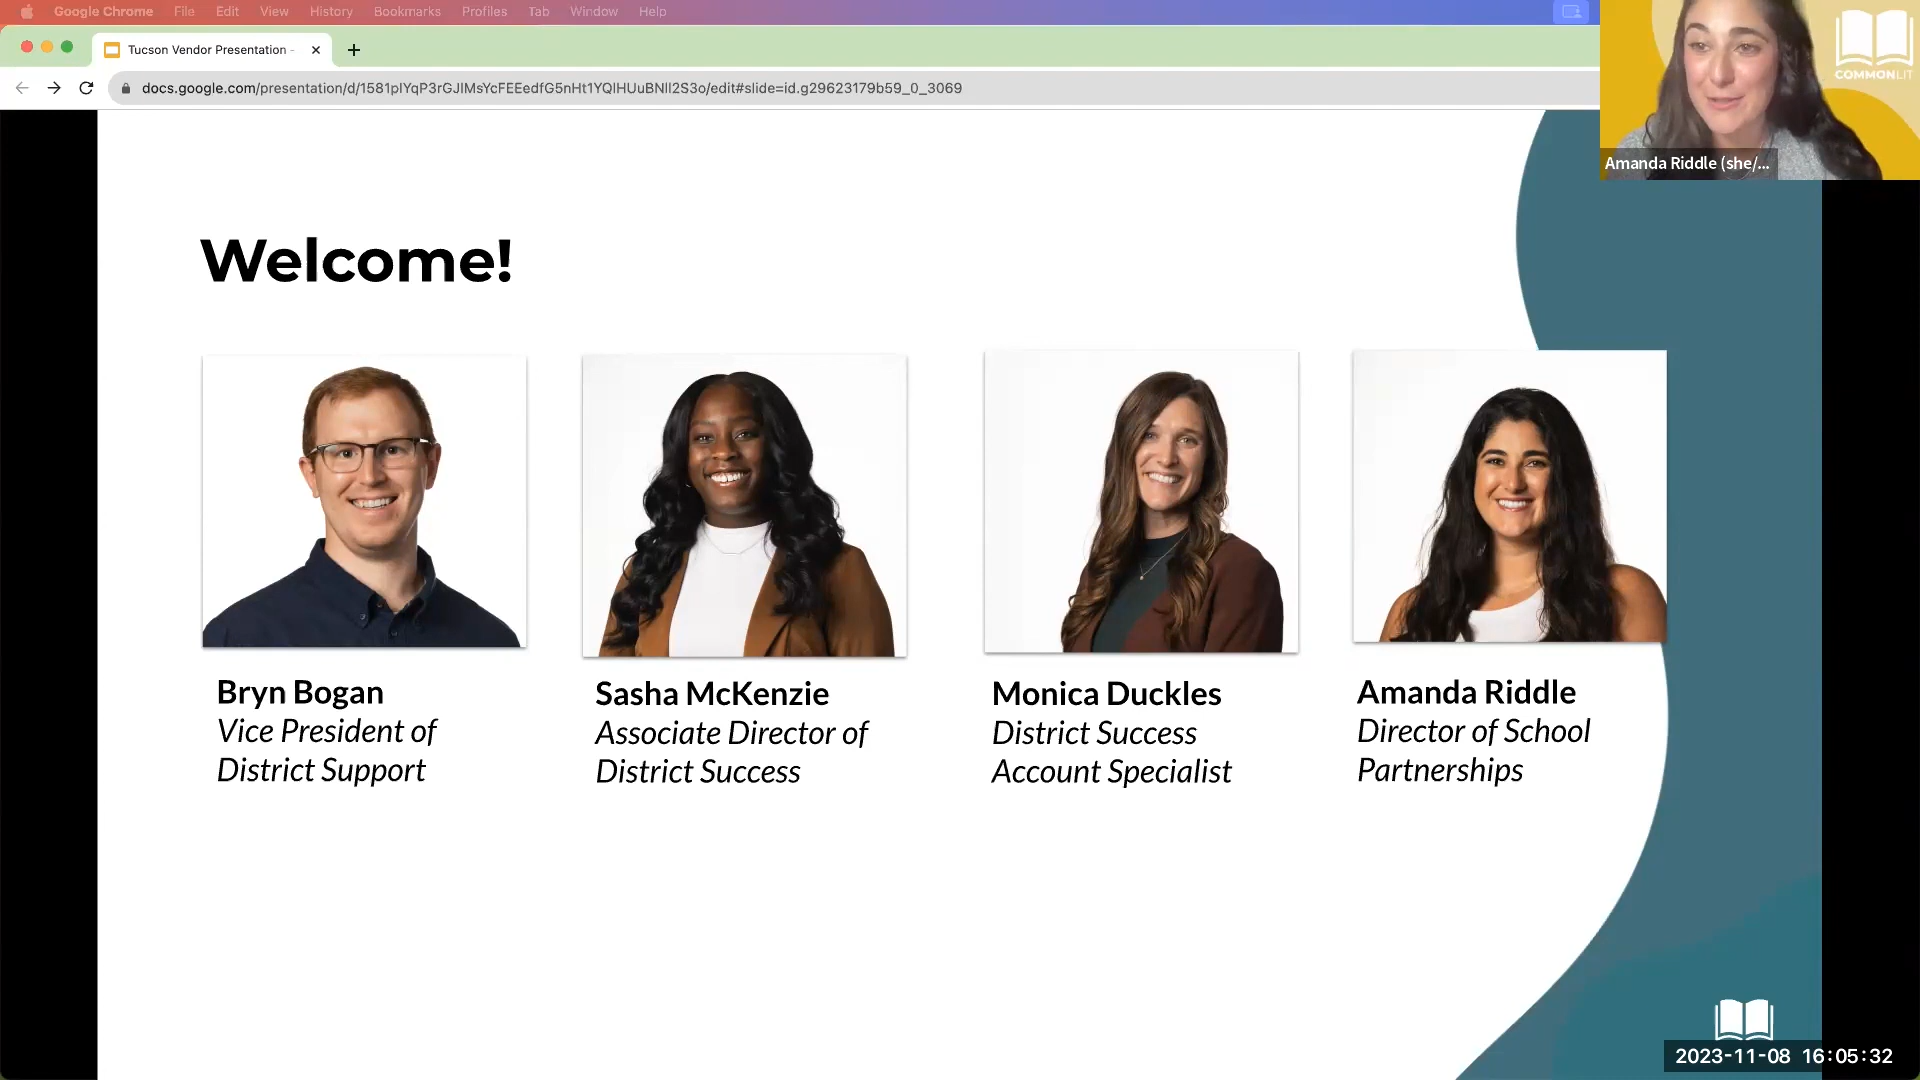 Google Chrome File Edit View History Bookmarks Profiles Tab Window Help
Tucson Vendor Presentation -
docs.google.com/presentation/d/1581pIYqP3rGJIMsYcFEEedfG5nHt1YQIHUuBNIl2S3o/edit#slide=id.g29623179b59_0_3069
COMMONLIT
Amanda Riddle (she/...
Welcome!
Bryn Bogan
Vice President of
District Support
Sasha McKenzie
Associate Director of
District Success
Monica Duckles
District Success
Account Specialist
Amanda Riddle
Director of School
Partnerships
2023-11-08 16:05:32